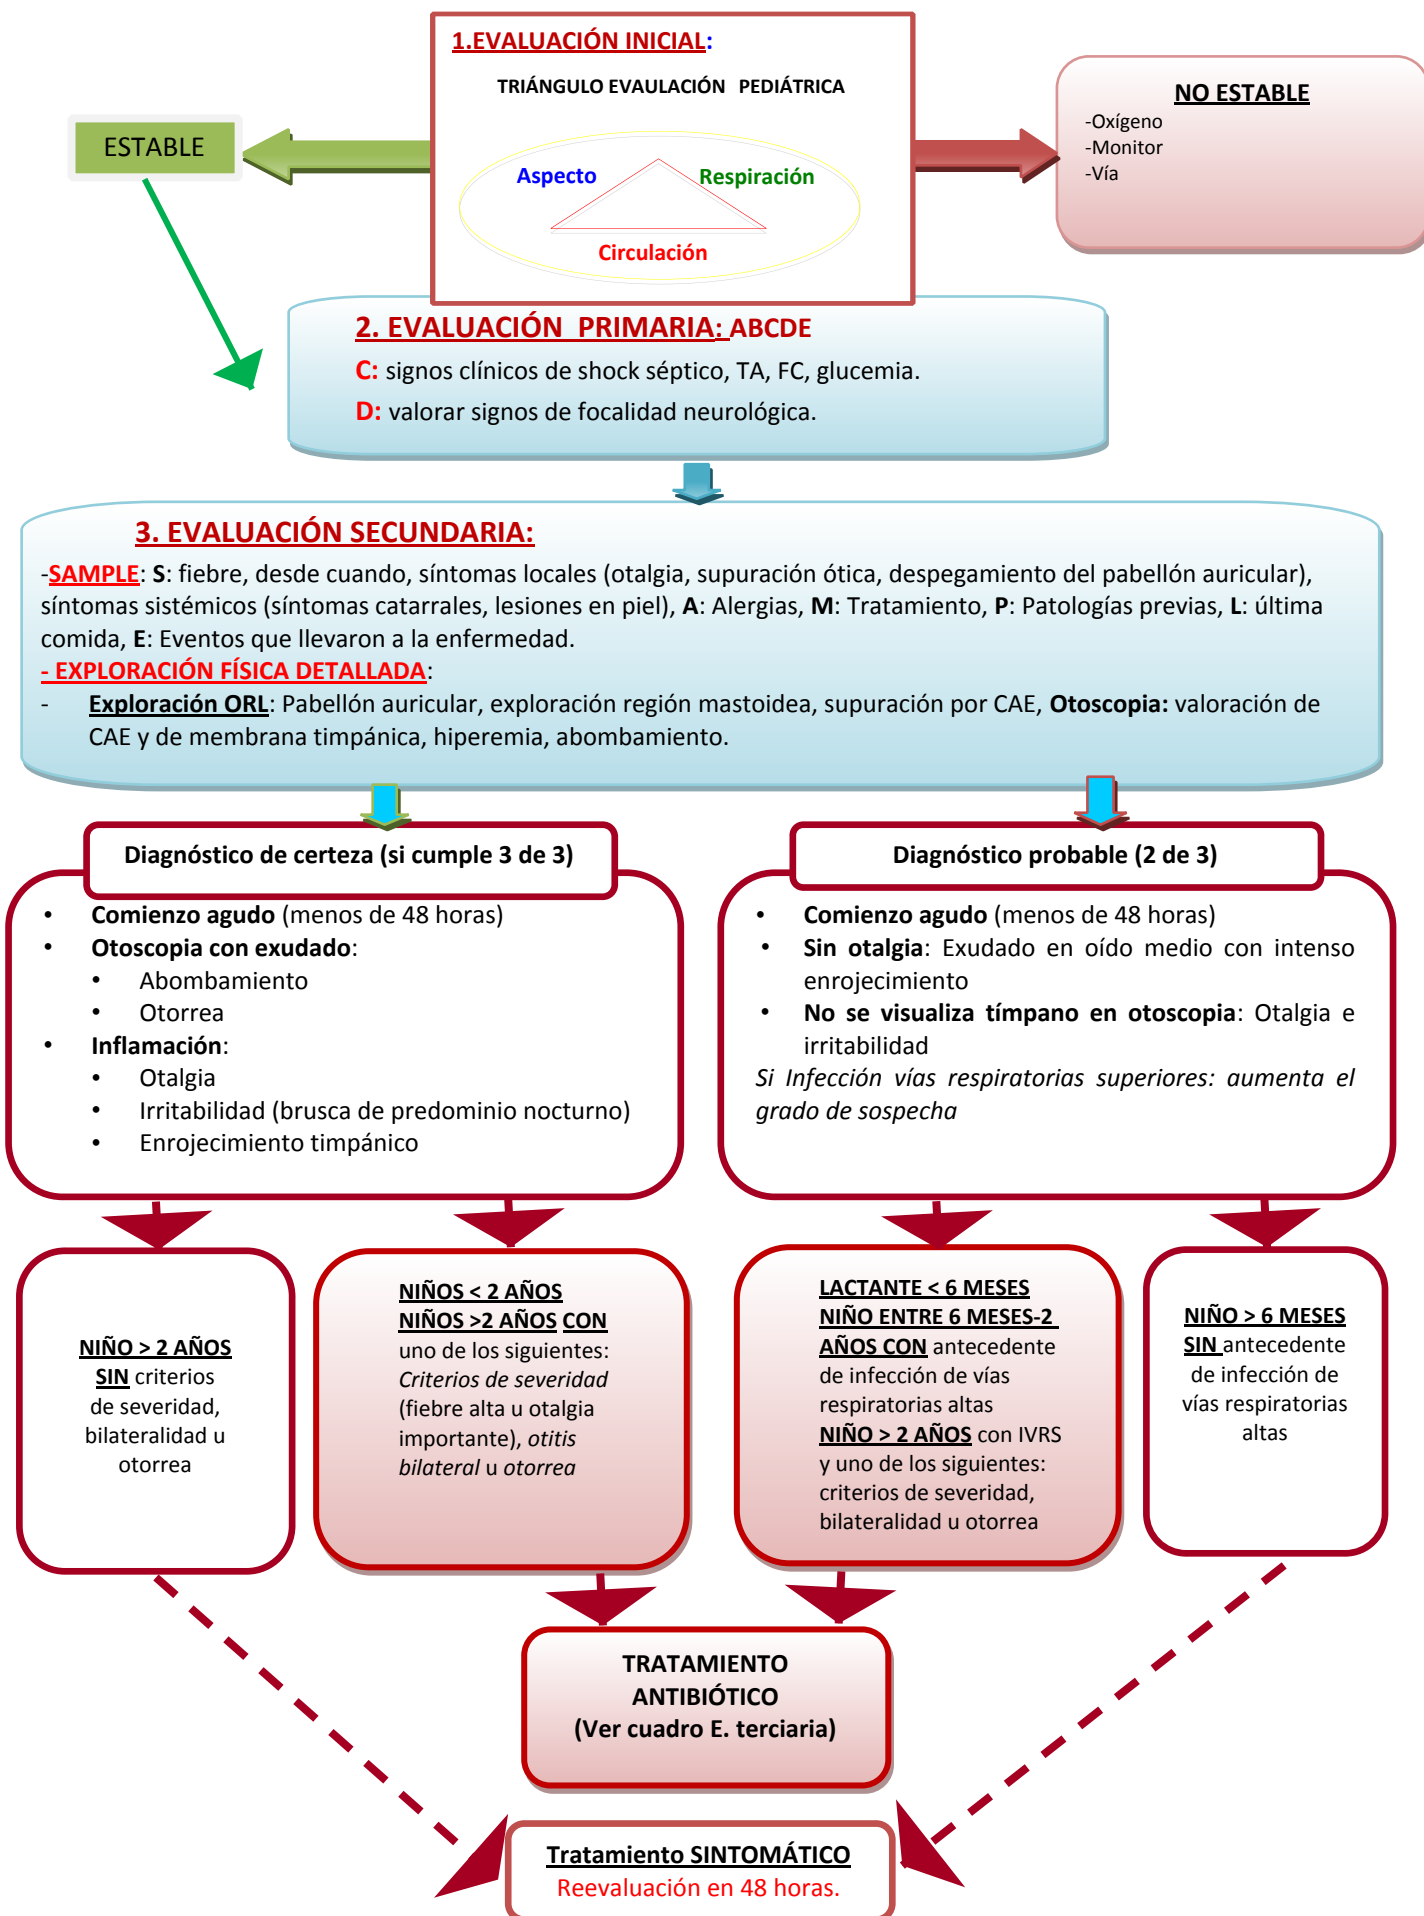 1.EVALUACIÓN INICIAL:
TRIÁNGULO EVAULACIÓN PEDIÁTRICA
Aspecto
Respiración
Circulación
ESTABLE
NO ESTABLE
-Oxígeno
-Monitor
-Vía
2. EVALUACIÓN PRIMARIA: ABCDE
C: signos clínicos de shock séptico, TA, FC, glucemia.
D: valorar signos de focalidad neurológica.
3. EVALUACIÓN SECUNDARIA:
-SAMPLE: S: fiebre, desde cuando, síntomas locales (otalgia, supuración ótica, despegamiento del pabellón auricular),
síntomas sistémicos (síntomas catarrales, lesiones en piel), A: Alergias, M: Tratamiento, P: Patologías previas, L: última
comida, E: Eventos que llevaron a la enfermedad.
- EXPLORACIÓN FÍSICA DETALLADA:
- Exploración ORL: Pabellón auricular, exploración región mastoidea, supuración por CAE, Otoscopia: valoración de
CAE y de membrana timpánica, hiperemia, abombamiento.
Diagnóstico de certeza (si cumple 3 de 3)
• Comienzo agudo (menos de 48 horas)
• Otoscopia con exudado:
• Abombamiento
• Otorrea
• Inflamación:
• Otalgia
• Irritabilidad (brusca de predominio nocturno)
• Enrojecimiento timpánico
Diagnóstico probable (2 de 3)
• Comienzo agudo (menos de 48 horas)
• Sin otalgia: Exudado en oído medio con intenso
enrojecimiento
• No se visualiza tímpano en otoscopia: Otalgia e
irritabilidad
Si Infección vías respiratorias superiores: aumenta el
grado de sospecha
NIÑO > 2 AÑOS
SIN criterios
de severidad,
bilateralidad u
otorrea
NIÑOS < 2 AÑOS
NIÑOS >2 AÑOS CON
uno de los siguientes:
Criterios de severidad
(fiebre alta u otalgia
importante), otitis
bilateral u otorrea
LACTANTE < 6 MESES
NIÑO ENTRE 6 MESES-2
AÑOS CON antecedente
de infección de vías
respiratorias altas
NIÑO > 2 AÑOS con IVRS
y uno de los siguientes:
criterios de severidad,
bilateralidad u otorrea
NIÑO > 6 MESES
SIN antecedente
de infección de
vías respiratorias
altas
TRATAMIENTO
ANTIBIÓTICO
(Ver cuadro E. terciaria)
Tratamiento SINTOMÁTICO
Reevaluación en 48 horas.